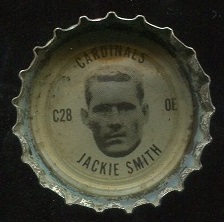 CARDINALS
C28
OE
JACKIE SMITH